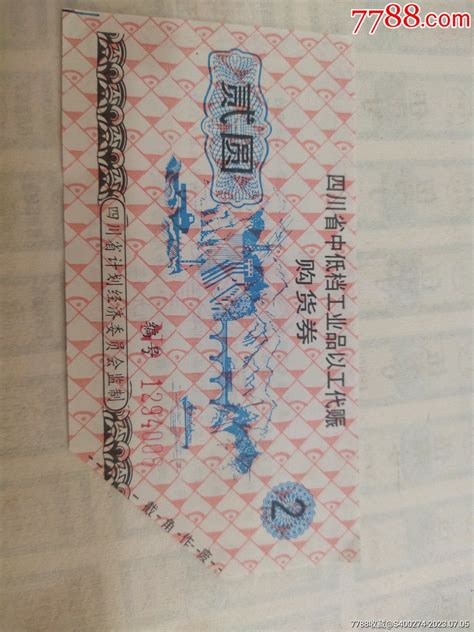 7788.com
四川省中低档工业品以工代赈
购货券
贰圆
2
编号 1294009
四川省计划经济委员会监制
截角作废
7788收藏@S400274-2023.07.05